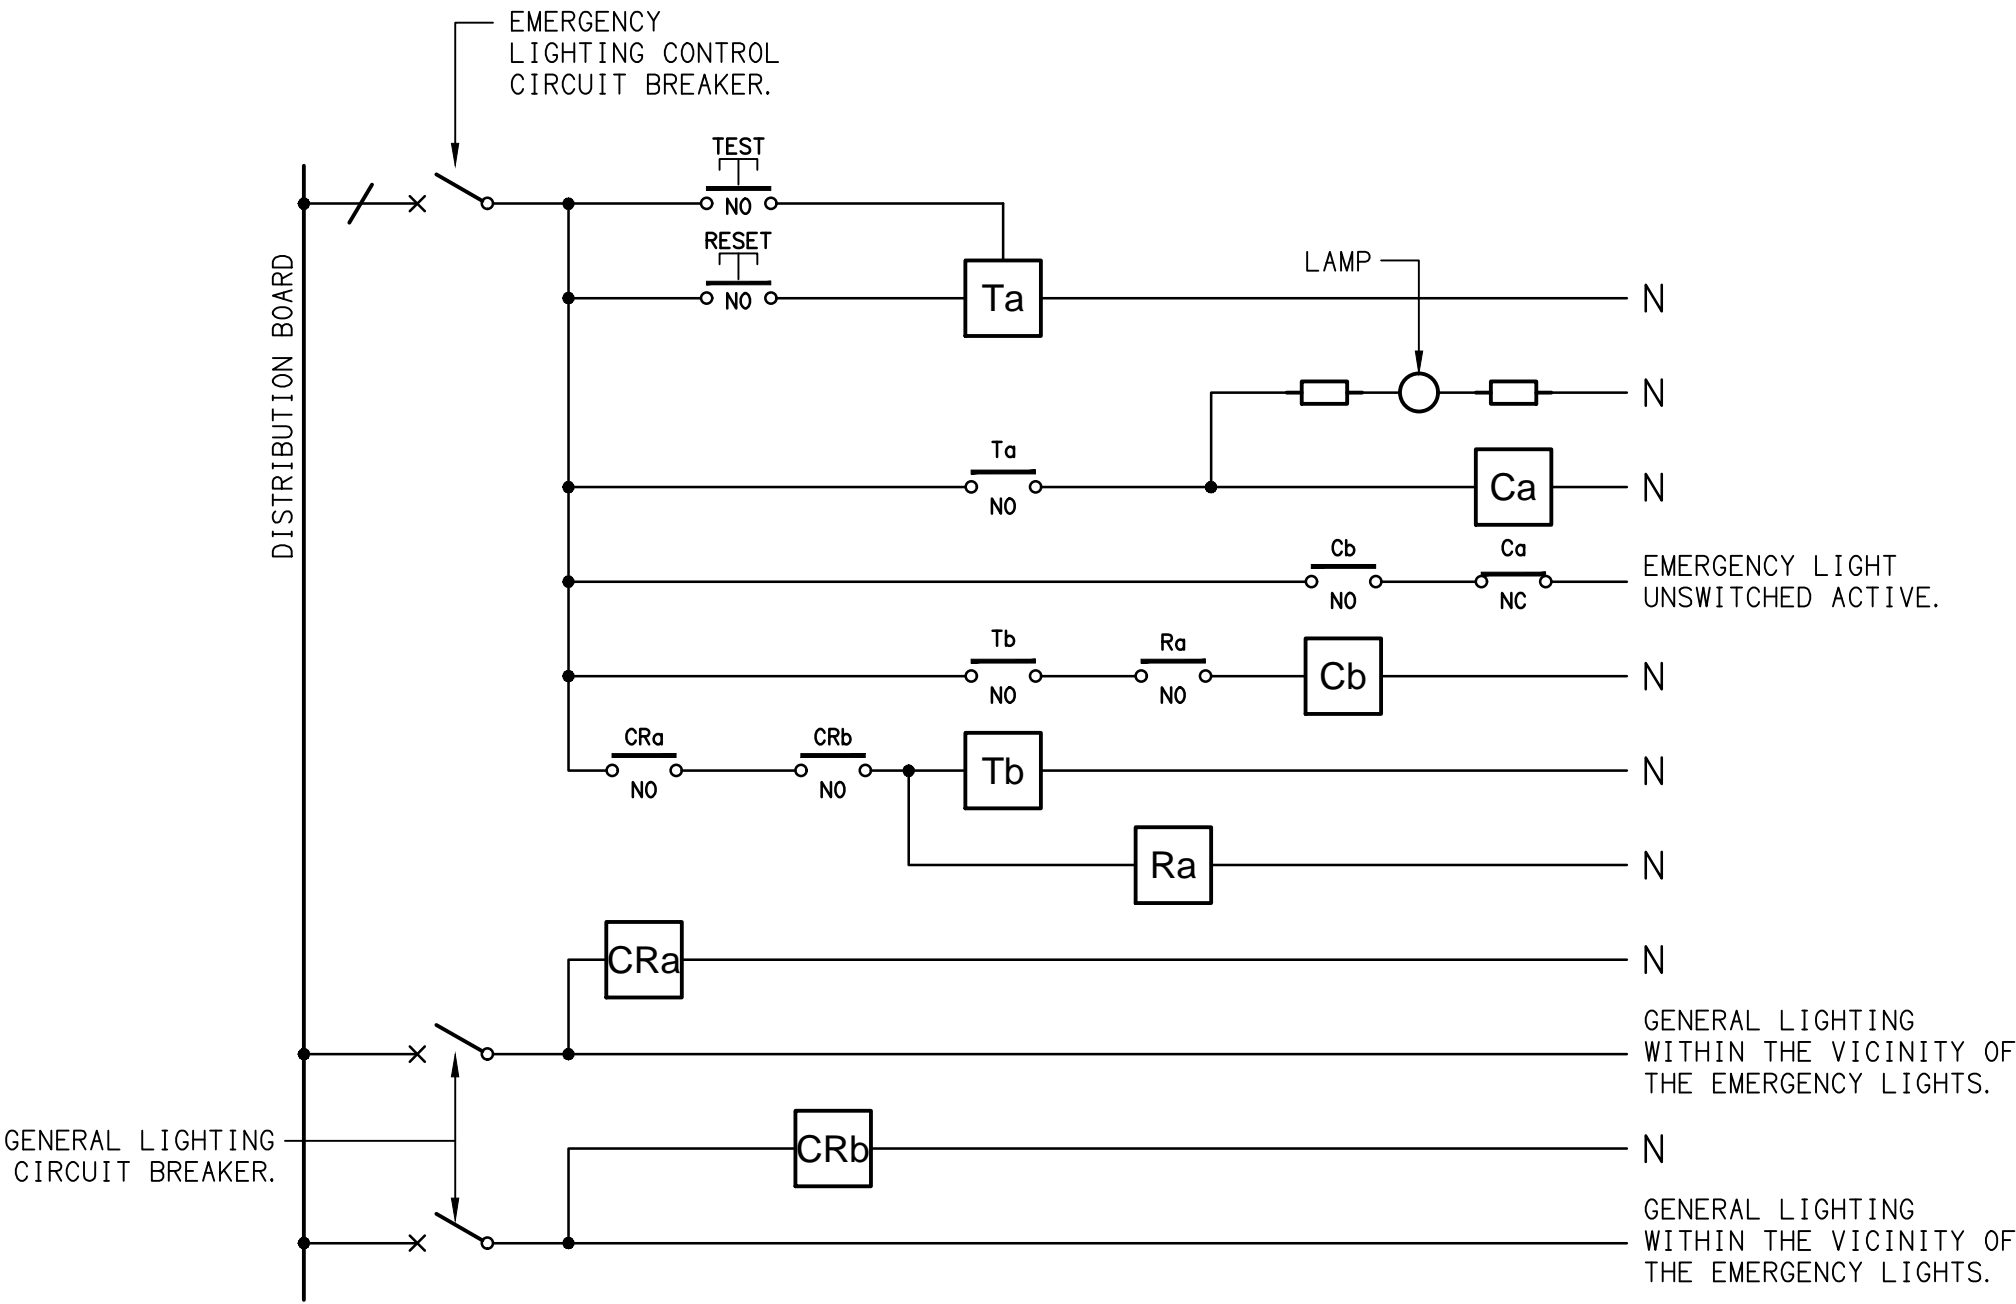 EMERGENCY
LIGHTING CONTROL
CIRCUIT BREAKER.
TEST
NO
RESET
NO
DISTRIBUTION BOARD
Ta
N
LAMP
N
Ta
NO
Ca
N
Cb
NO
Ca
NC
EMERGENCY LIGHT
UNSWITCHED ACTIVE.
Tb
NO
Ra
NO
Cb
N
CRa
NO
CRb
NO
Tb
N
Ra
N
CRa
N
GENERAL LIGHTING
WITHIN THE VICINITY OF
THE EMERGENCY LIGHTS.
GENERAL LIGHTING
CIRCUIT BREAKER.
CRb
N
GENERAL LIGHTING
WITHIN THE VICINITY OF
THE EMERGENCY LIGHTS.